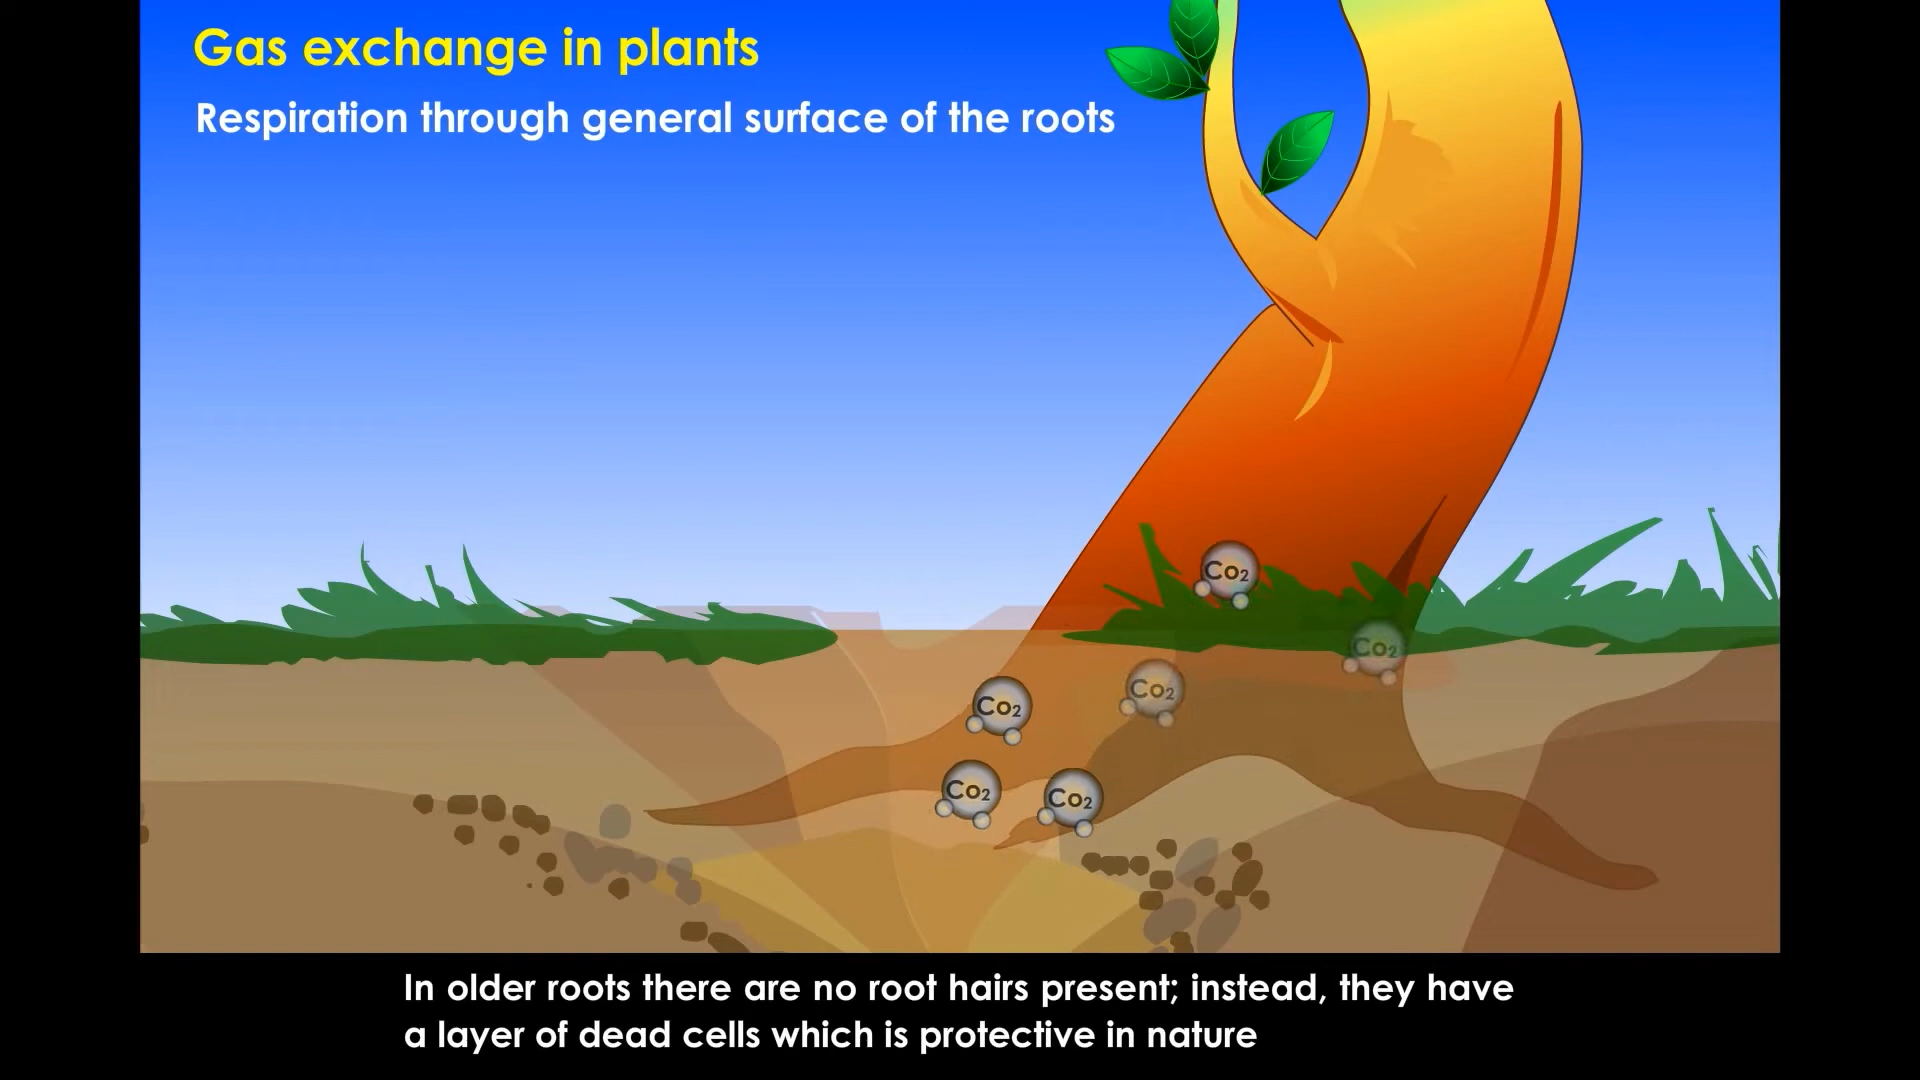 Gas exchange in plants
Respiration through general surface of the roots
Co₂
Co₂
Co₂
Co₂
Co₂
Co₂
In older roots there are no root hairs present; instead, they have
a layer of dead cells which is protective in nature